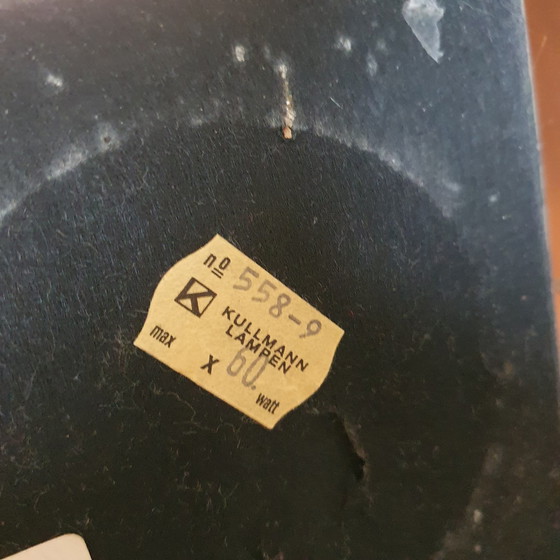 nº 558-9
K KULLMANN
LAMPEN
max x 60 watt